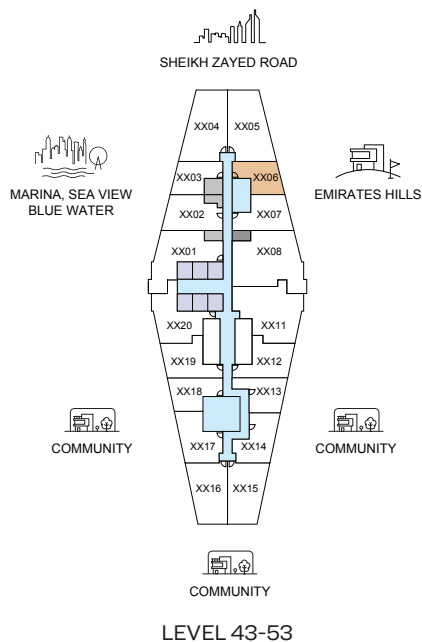 SHEIKH ZAYED ROAD
XX04 XX05
XX03 XX06
MARINA, SEA VIEW
BLUE WATER
EMIRATES HILLS
XX02 XX07
XX01 XX08
XX20 XX11
XX19 XX12
XX18 XX13
COMMUNITY
COMMUNITY
XX17 XX14
XX16 XX15
COMMUNITY
LEVEL 43-53